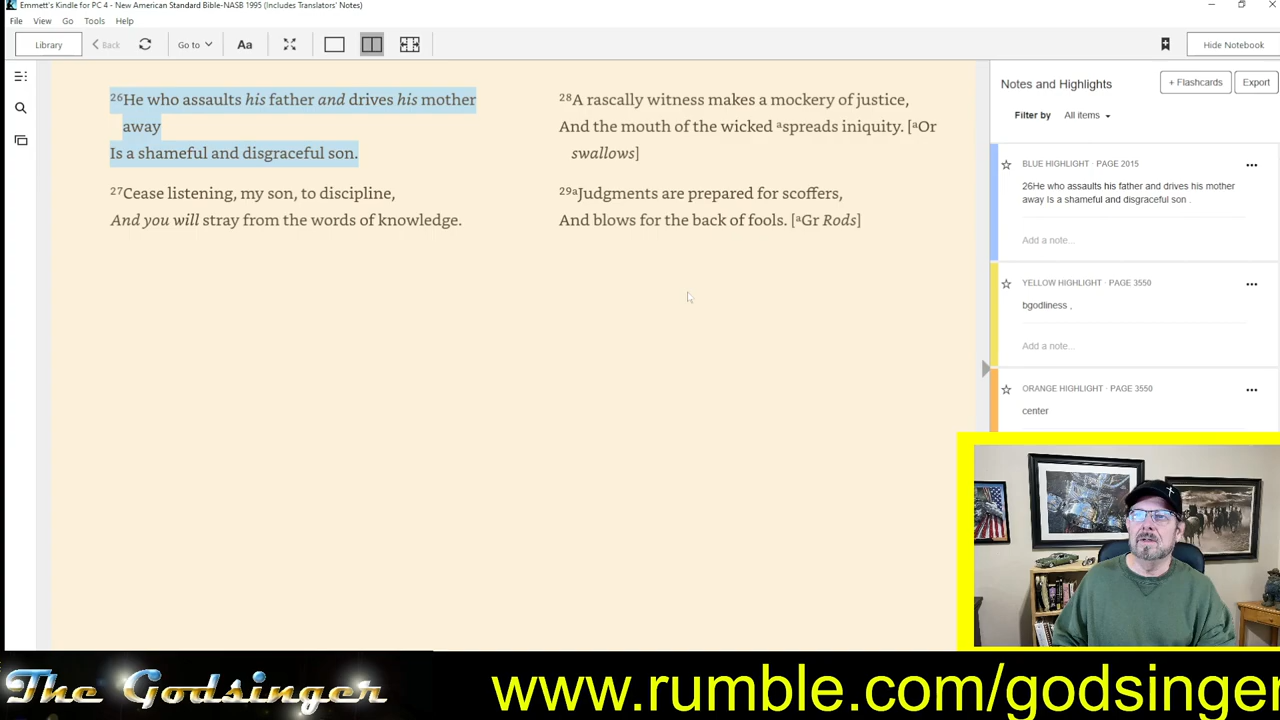 Emmett's Kindle for PC 4 - New American Standard Bible-NASB 1995 (Includes Translators' Notes)
File View Go Tools Help
Library Back Go to Aa Hide Notebook
26He who assaults his father and drives his mother
away
Is a shameful and disgraceful son.
27Cease listening, my son, to discipline,
And you will stray from the words of knowledge.
28A rascally witness makes a mockery of justice,
And the mouth of the wicked aspreads iniquity. [aOr
swallows]
29aJudgments are prepared for scoffers,
And blows for the back of fools. [aGr Rods]
Notes and Highlights + Flashcards Export
Filter by All items
BLUE HIGHLIGHT · PAGE 2015
26He who assaults his father and drives his mother
away Is a shameful and disgraceful son .
Add a note...
YELLOW HIGHLIGHT · PAGE 3550
bgodliness ,
Add a note...
ORANGE HIGHLIGHT · PAGE 3550
center
The Godsinger
www.rumble.com/godsinger